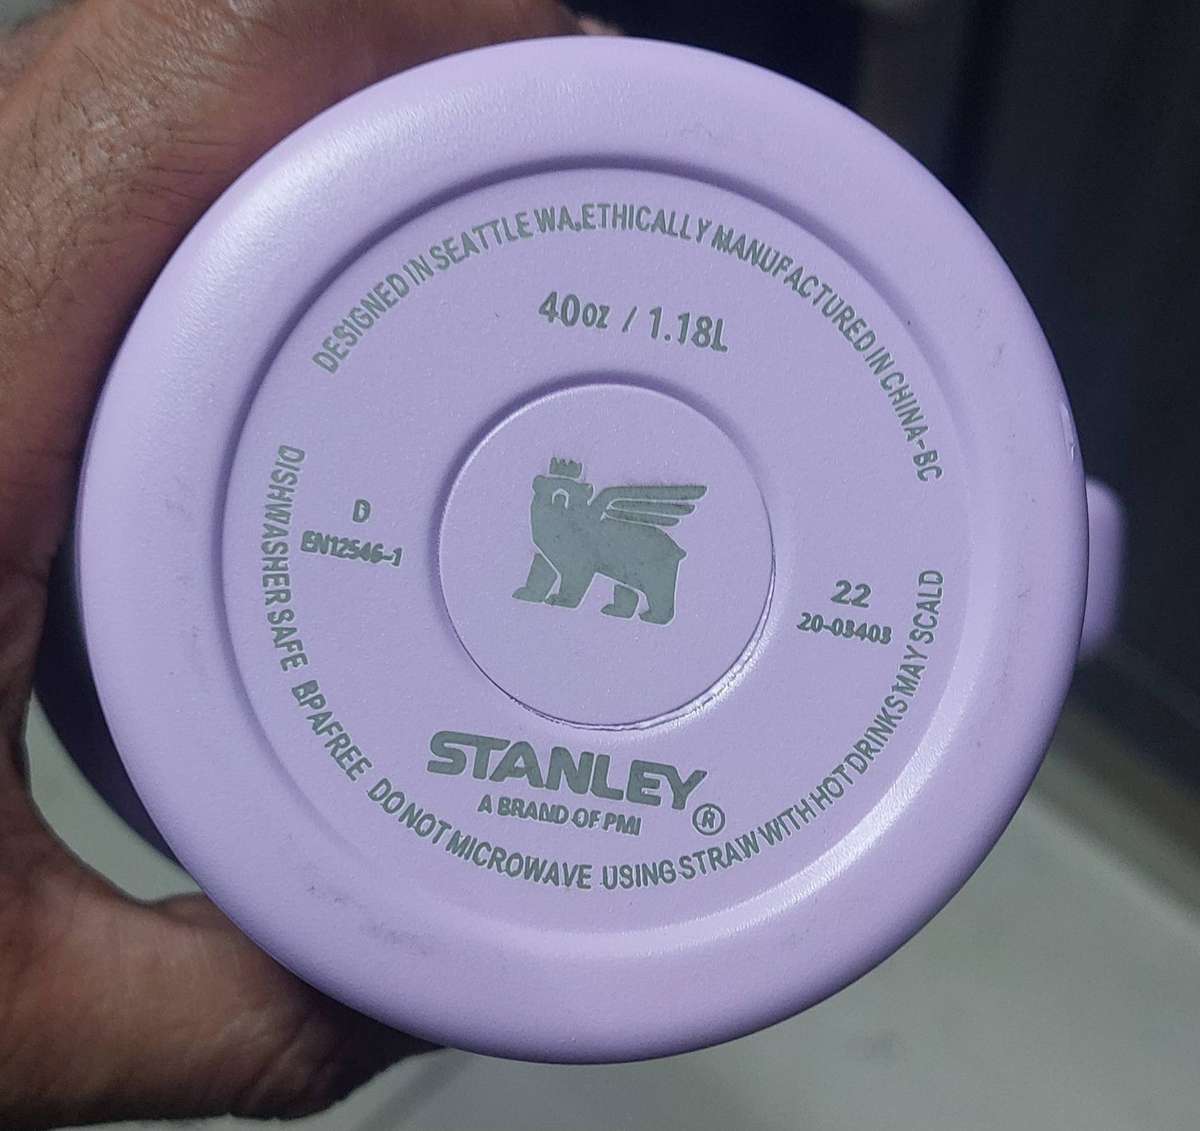 DESIGNED IN SEATTLE WA,ETHICALLY MANUFACTURED IN CHINA-BC
40oz / 1.18L
D
EN12546-1
22
20-03403
STANLEY®
A BRAND OF PMI
DISHWASHER SAFE BPAFREE DO NOT MICROWAVE USING STRAW WITH HOT DRINKS MAY SCALD